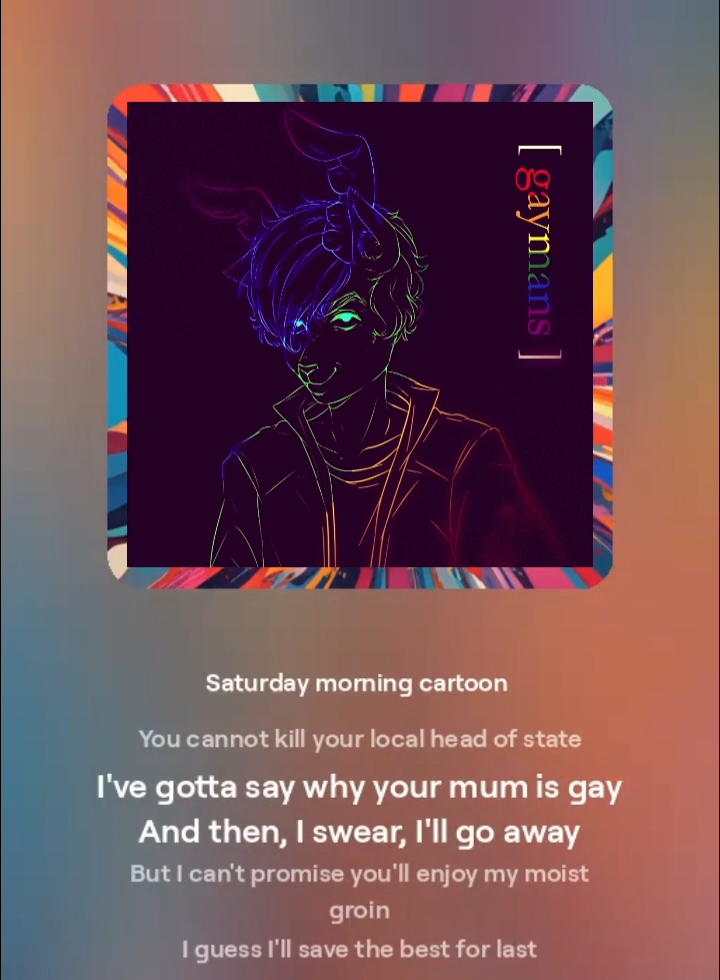 [gaymans]
Saturday morning cartoon
You cannot kill your local head of state
I've gotta say why your mum is gay
And then, I swear, I'll go away
But I can't promise you'll enjoy my moist
groin
I guess I'll save the best for last